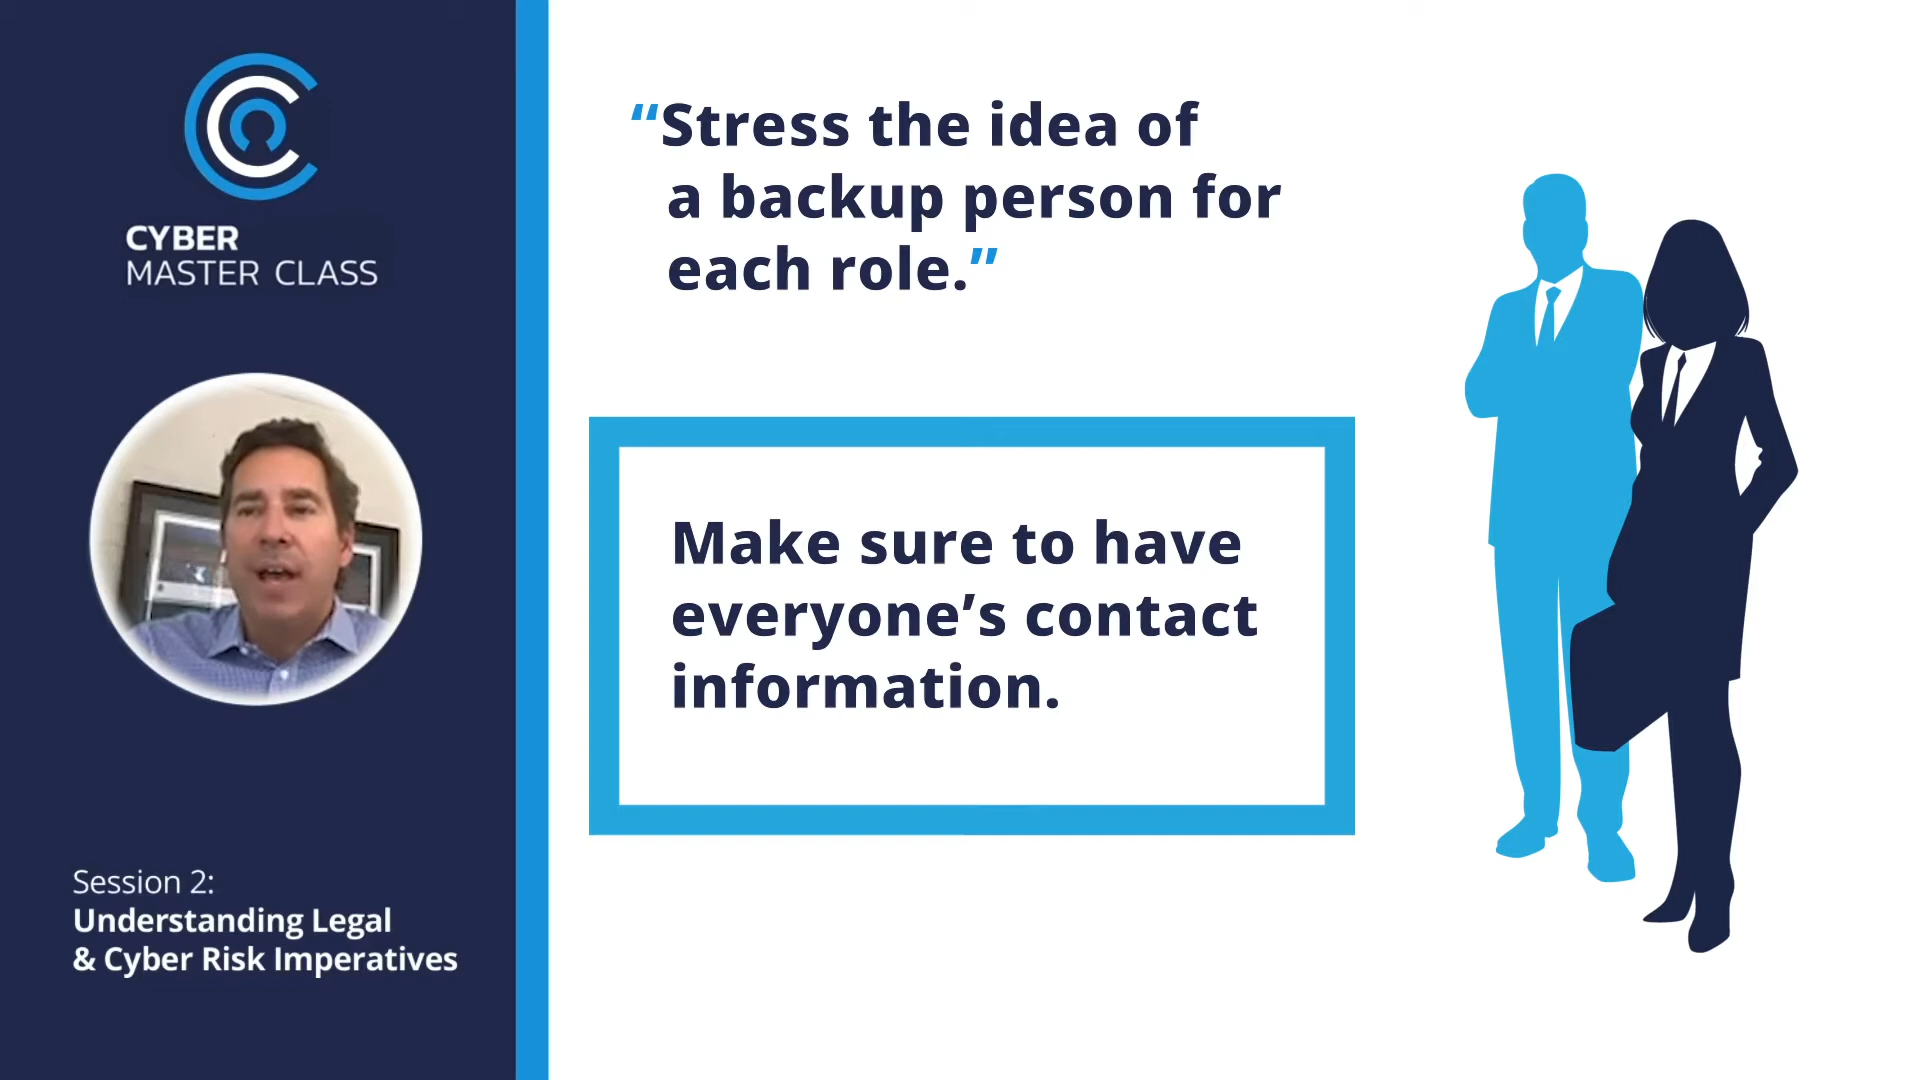 CYBER
MASTER CLASS
Session 2:
Understanding Legal
& Cyber Risk Imperatives
“Stress the idea of
a backup person for
each role.”
Make sure to have
everyone’s contact
information.